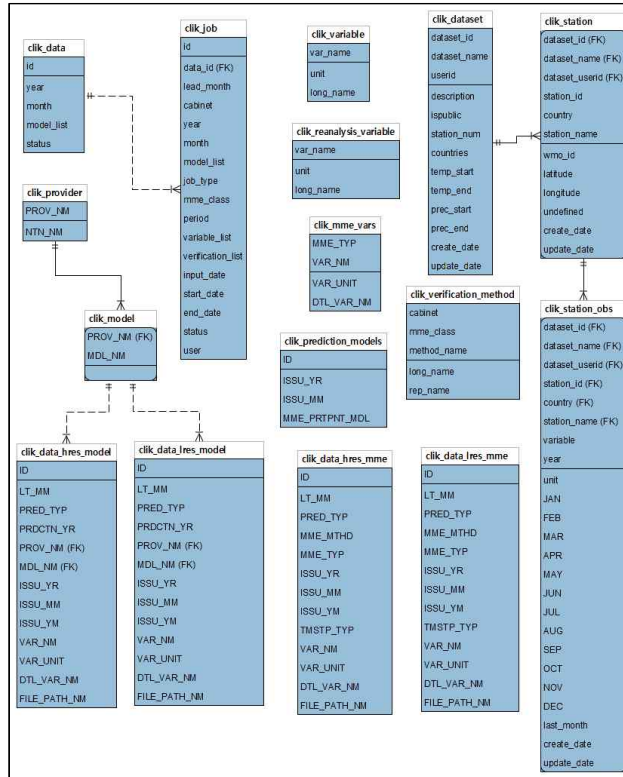 clik_data
id
year
month
model_list
status
clik_job
id
data_id (FK)
lead_month
cabinet
year
month
model_list
job_type
mme_class
period
variable_list
verification_list
input_date
start_date
end_date
status
user
clik_variable
var_name
unit
long_name
clik_dataset
dataset_id
dataset_name
userid
description
ispublic
station_num
countries
temp_start
temp_end
prec_start
prec_end
create_date
update_date
clik_station
dataset_id (FK)
dataset_name (FK)
dataset_userid (FK)
station_id
country
station_name
wmo_id
latitude
longitude
undefined
create_date
update_date
clik_reanalysis_variable
var_name
unit
long_name
clik_provider
PROV_NM
NTN_NM
clik_mme_vars
MME_TYP
VAR_NM
VAR_UNIT
DTL_VAR_NM
clik_verification_method
cabinet
mme_class
method_name
long_name
rep_name
clik_model
PROV_NM (FK)
MDL_NM
clik_prediction_models
ID
ISSU_YR
ISSU_MM
MME_PRTPNT_MDL
clik_station_obs
dataset_id (FK)
dataset_name (FK)
dataset_userid (FK)
station_id (FK)
country (FK)
station_name (FK)
variable
year
unit
JAN
FEB
MAR
APR
MAY
JUN
JUL
AUG
SEP
OCT
NOV
DEC
last_month
create_date
update_date
clik_data_hres_model
ID
LT_MM
PRED_TYP
PRDCTN_YR
PROV_NM (FK)
MDL_NM (FK)
ISSU_YR
ISSU_MM
ISSU_YM
VAR_NM
VAR_UNIT
DTL_VAR_NM
FILE_PATH_NM
clik_data_lres_model
ID
LT_MM
PRED_TYP
PRDCTN_YR
PROV_NM (FK)
MDL_NM (FK)
ISSU_YR
ISSU_MM
ISSU_YM
VAR_NM
VAR_UNIT
DTL_VAR_NM
FILE_PATH_NM
clik_data_hres_mme
ID
LT_MM
PRED_TYP
MME_MTHD
MME_TYP
ISSU_YR
ISSU_MM
ISSU_YM
TMSTP_TYP
VAR_NM
VAR_UNIT
DTL_VAR_NM
FILE_PATH_NM
clik_data_lres_mme
ID
LT_MM
PRED_TYP
MME_MTHD
MME_TYP
ISSU_YR
ISSU_MM
ISSU_YM
TMSTP_TYP
VAR_NM
VAR_UNIT
DTL_VAR_NM
FILE_PATH_NM